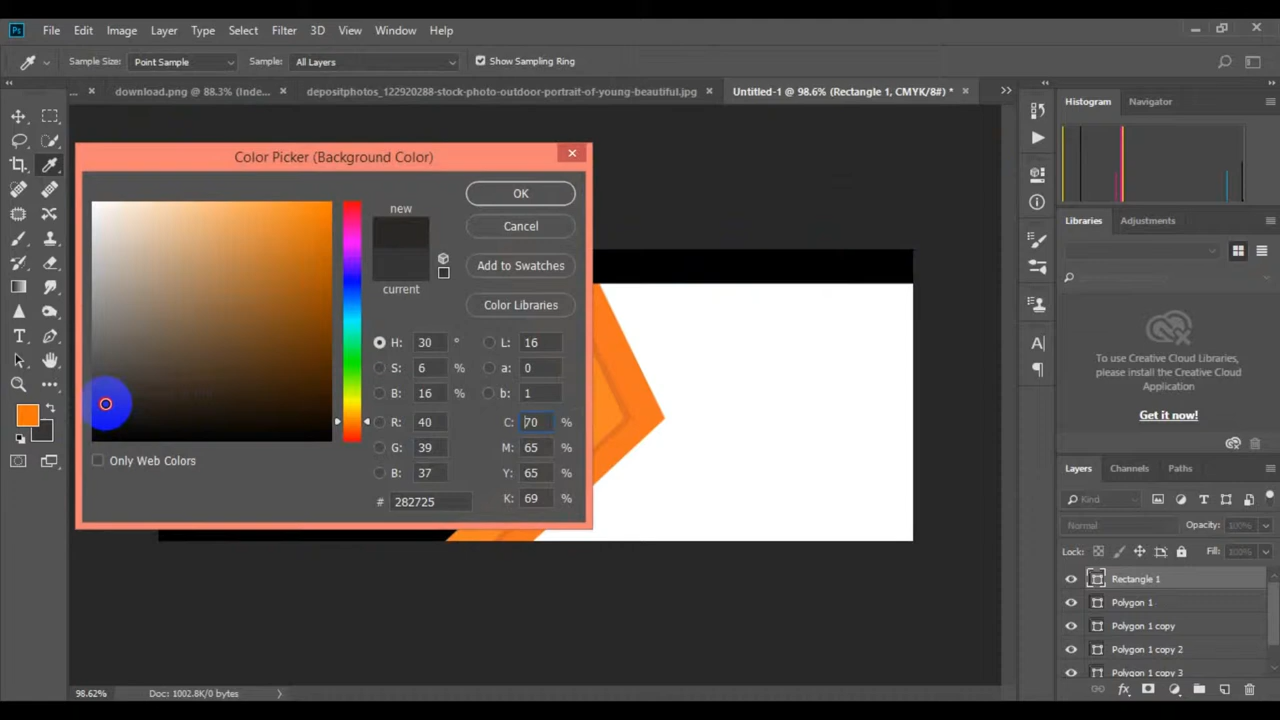 Ps File Edit Image Layer Type Select Filter 3D View Window Help
Sample Size: Point Sample Sample: All Layers Show Sampling Ring
... download.png @ 88.3% (Inde... depositphotos_122920288-stock-photo-outdoor-portrait-of-young-beautiful.jpg Untitled-1 @ 98.6% (Rectangle 1, CMYK/8#) *
Histogram Navigator
Color Picker (Background Color)
OK
new
Cancel
Add to Swatches
current
Color Libraries
H: 30 ° L: 16
S: 6 % a: 0
B: 16 % b: 1
R: 40 C: 70 %
G: 39 M: 65 %
B: 37 Y: 65 %
# 282725 K: 69 %
Only Web Colors
Libraries Adjustments
To use Creative Cloud Libraries,
please install the Creative Cloud
Application
Get it now!
Layers Channels Paths
Kind
Normal Opacity: 100%
Lock: Fill: 100%
Rectangle 1
Polygon 1
Polygon 1 copy
Polygon 1 copy 2
Polygon 1 copy 3
98.62% Doc: 1002.8K/0 bytes